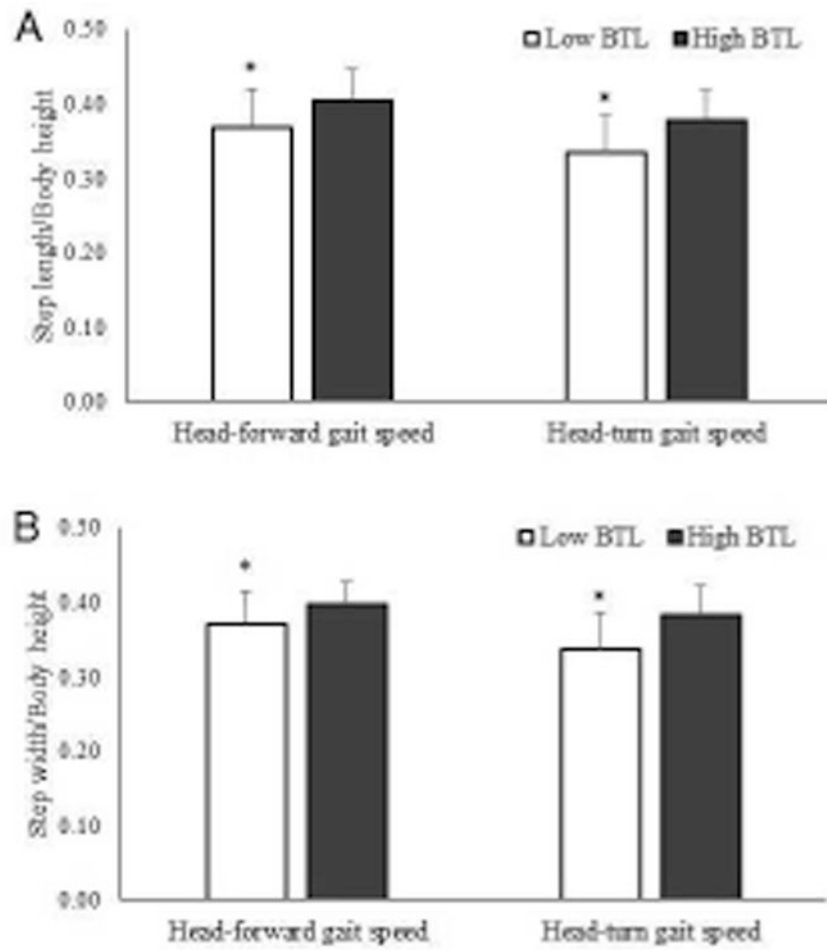 A
0.50
Low BTL High BTL
*
*
0.40
0.30
0.20
0.10
0.00
Step length/Body height
Head-forward gait speed Head-turn gait speed
B
0.50
Low BTL High BTL
*
*
0.40
0.30
0.20
0.10
0.00
Step width/Body height
Head-forward gait speed Head-turn gait speed